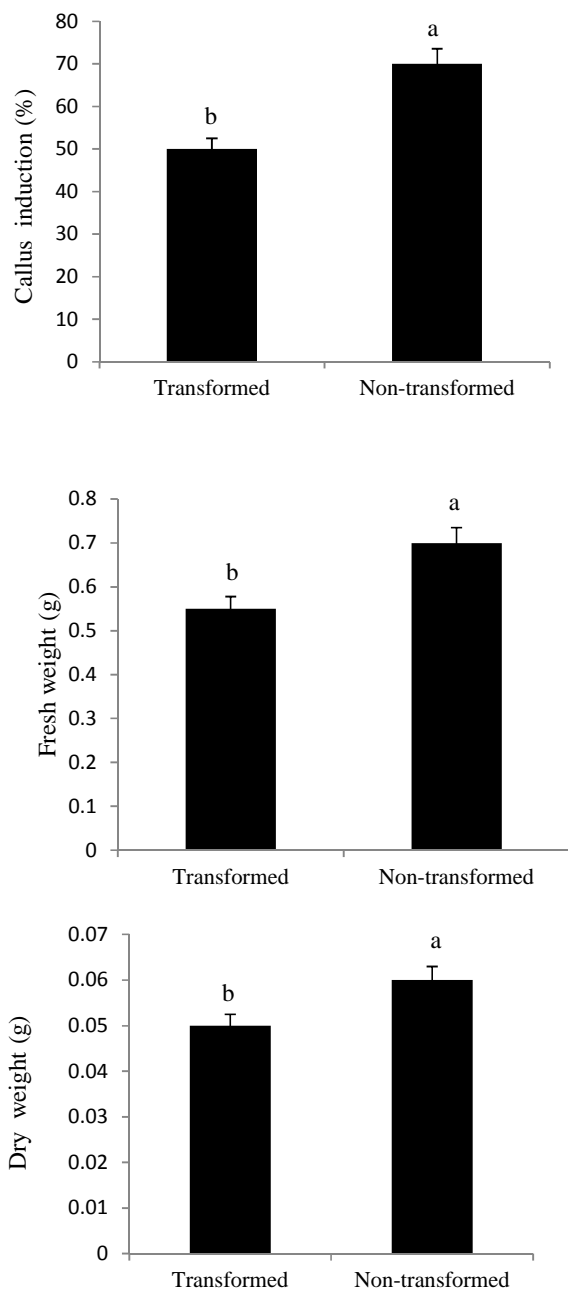 Callus induction (%)
80
70
60
50
40
30
20
10
0
b
a
Transformed
Non-transformed
Fresh weight (g)
0.8
0.7
0.6
0.5
0.4
0.3
0.2
0.1
0
b
a
Transformed
Non-transformed
Dry weight (g)
0.07
0.06
0.05
0.04
0.03
0.02
0.01
0
b
a
Transformed
Non-transformed